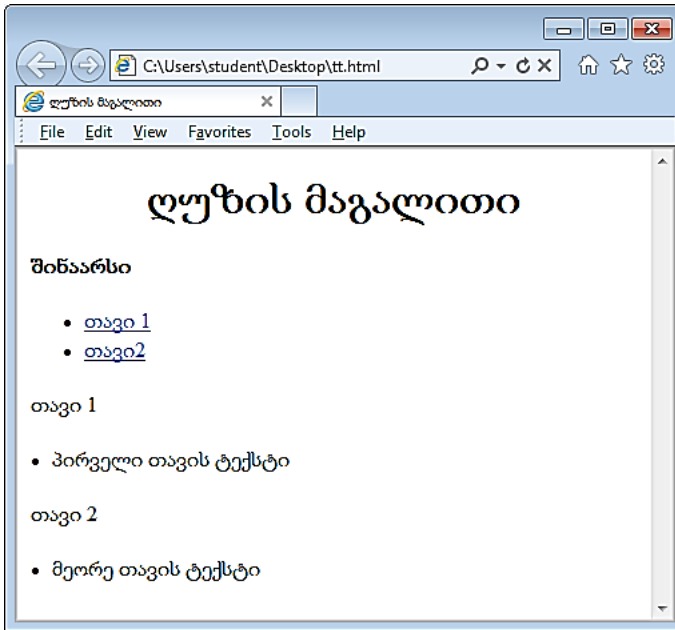 C:\Users\student\Desktop\tt.html
ღუზის მაგალითი
File Edit View Favorites Tools Help
ღუზის მაგალითი
შინაარსი
• თავი 1
• თავი2
თავი 1
• პირველი თავის ტექსტი
თავი 2
• მეორე თავის ტექსტი